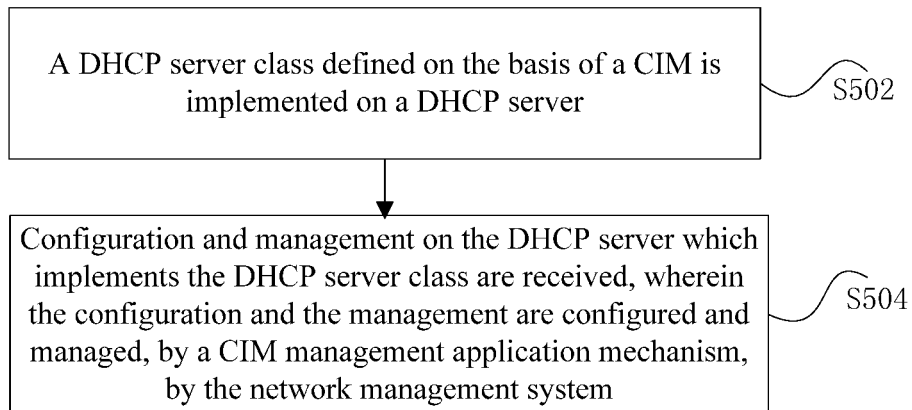 A DHCP server class defined on the basis of a CIM is
implemented on a DHCP server
S502
Configuration and management on the DHCP server which
implements the DHCP server class are received, wherein
the configuration and the management are configured and
managed, by a CIM management application mechanism,
by the network management system
S504